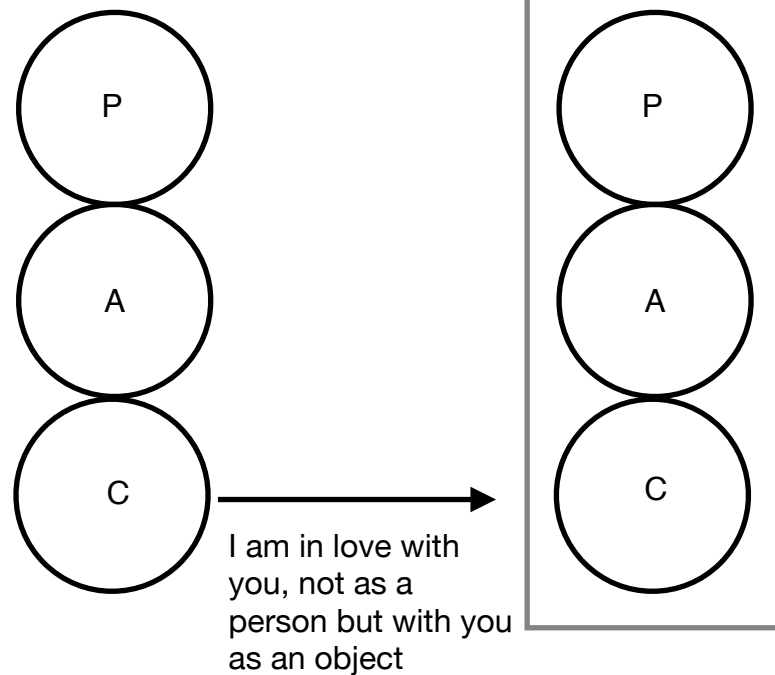 P
P
A
A
C
C
I am in love with
you, not as a
person but with you
as an object